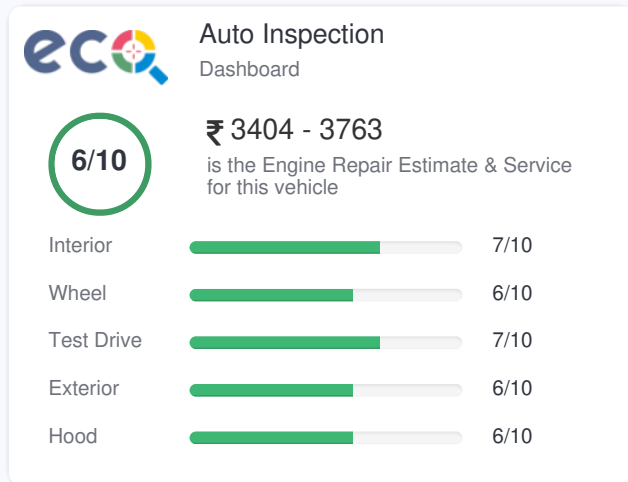 eco
Auto Inspection
Dashboard
6/10
₹ 3404 - 3763
is the Engine Repair Estimate & Service
for this vehicle
Interior 7/10
Wheel 6/10
Test Drive 7/10
Exterior 6/10
Hood 6/10